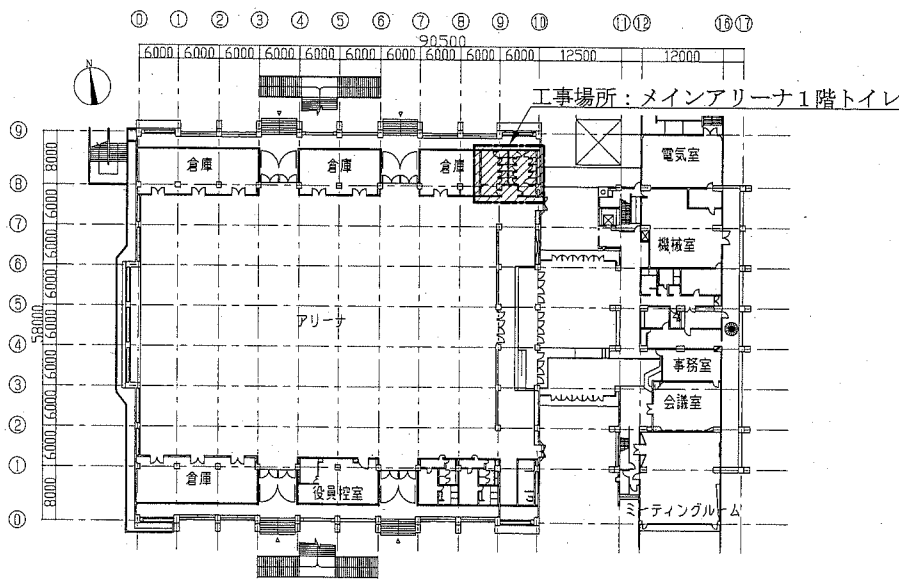 ⓪ ① ② ③ ④ ⑤ ⑥ ⑦ ⑧ ⑨ ⑩ ⑪ ⑫ ⑯ ⑰
90500
6000 6000 6000 6000 6000 6000 6000 6000 6000 6000 12500 12000
N
工事場所：メインアリーナ1階トイレ
⑨
8000
倉庫 倉庫 倉庫 電気室
⑧
6000
⑦
6000
機械室
⑥
6000
⑤
58000
6000
アリーナ
④
6000
事務室
③
6000
会議室
②
6000
①
8000
倉庫 役員控室
ミーティングルーム
⓪